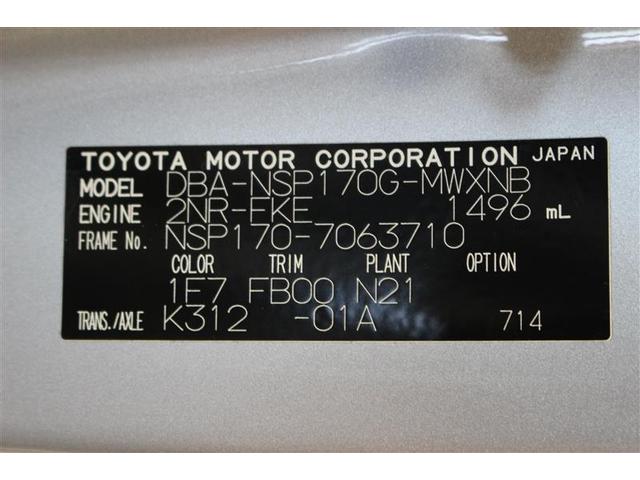 TOYOTA MOTOR CORPORATION JAPAN
MODEL DBA-NSP170G-MWXNB
ENGINE 2NR-FKE 1496 mL
FRAME No. NSP170-7063710
COLOR TRIM PLANT OPTION
1F7 FB00 N21
TRANS./AXLE K312 -01A 714